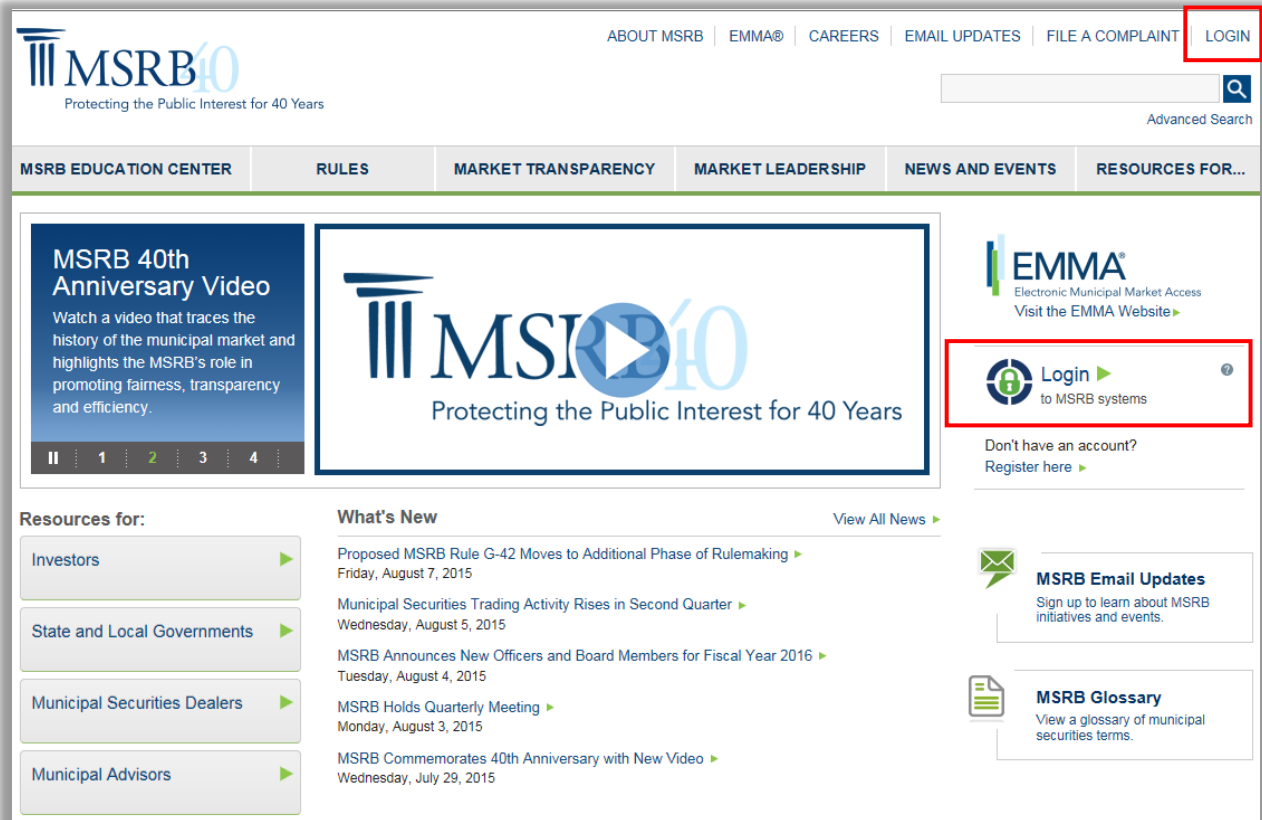 ABOUT MSRB
EMMA®
CAREERS
EMAIL UPDATES
FILE A COMPLAINT
LOGIN
MSRB40
Protecting the Public Interest for 40 Years
Advanced Search
MSRB EDUCATION CENTER
RULES
MARKET TRANSPARENCY
MARKET LEADERSHIP
NEWS AND EVENTS
RESOURCES FOR...
MSRB 40th
Anniversary Video
Watch a video that traces the
history of the municipal market and
highlights the MSRB's role in
promoting fairness, transparency
and efficiency.
1 2 3 4
MSRB40
Protecting the Public Interest for 40 Years
EMMA®
Electronic Municipal Market Access
Visit the EMMA Website
Login
?
to MSRB systems
Don't have an account?
Register here
Resources for:
Investors
State and Local Governments
Municipal Securities Dealers
Municipal Advisors
What's New
View All News
Proposed MSRB Rule G-42 Moves to Additional Phase of Rulemaking
Friday, August 7, 2015
Municipal Securities Trading Activity Rises in Second Quarter
Wednesday, August 5, 2015
MSRB Announces New Officers and Board Members for Fiscal Year 2016
Tuesday, August 4, 2015
MSRB Holds Quarterly Meeting
Monday, August 3, 2015
MSRB Commemorates 40th Anniversary with New Video
Wednesday, July 29, 2015
MSRB Email Updates
Sign up to learn about MSRB
initiatives and events.
MSRB Glossary
View a glossary of municipal
securities terms.